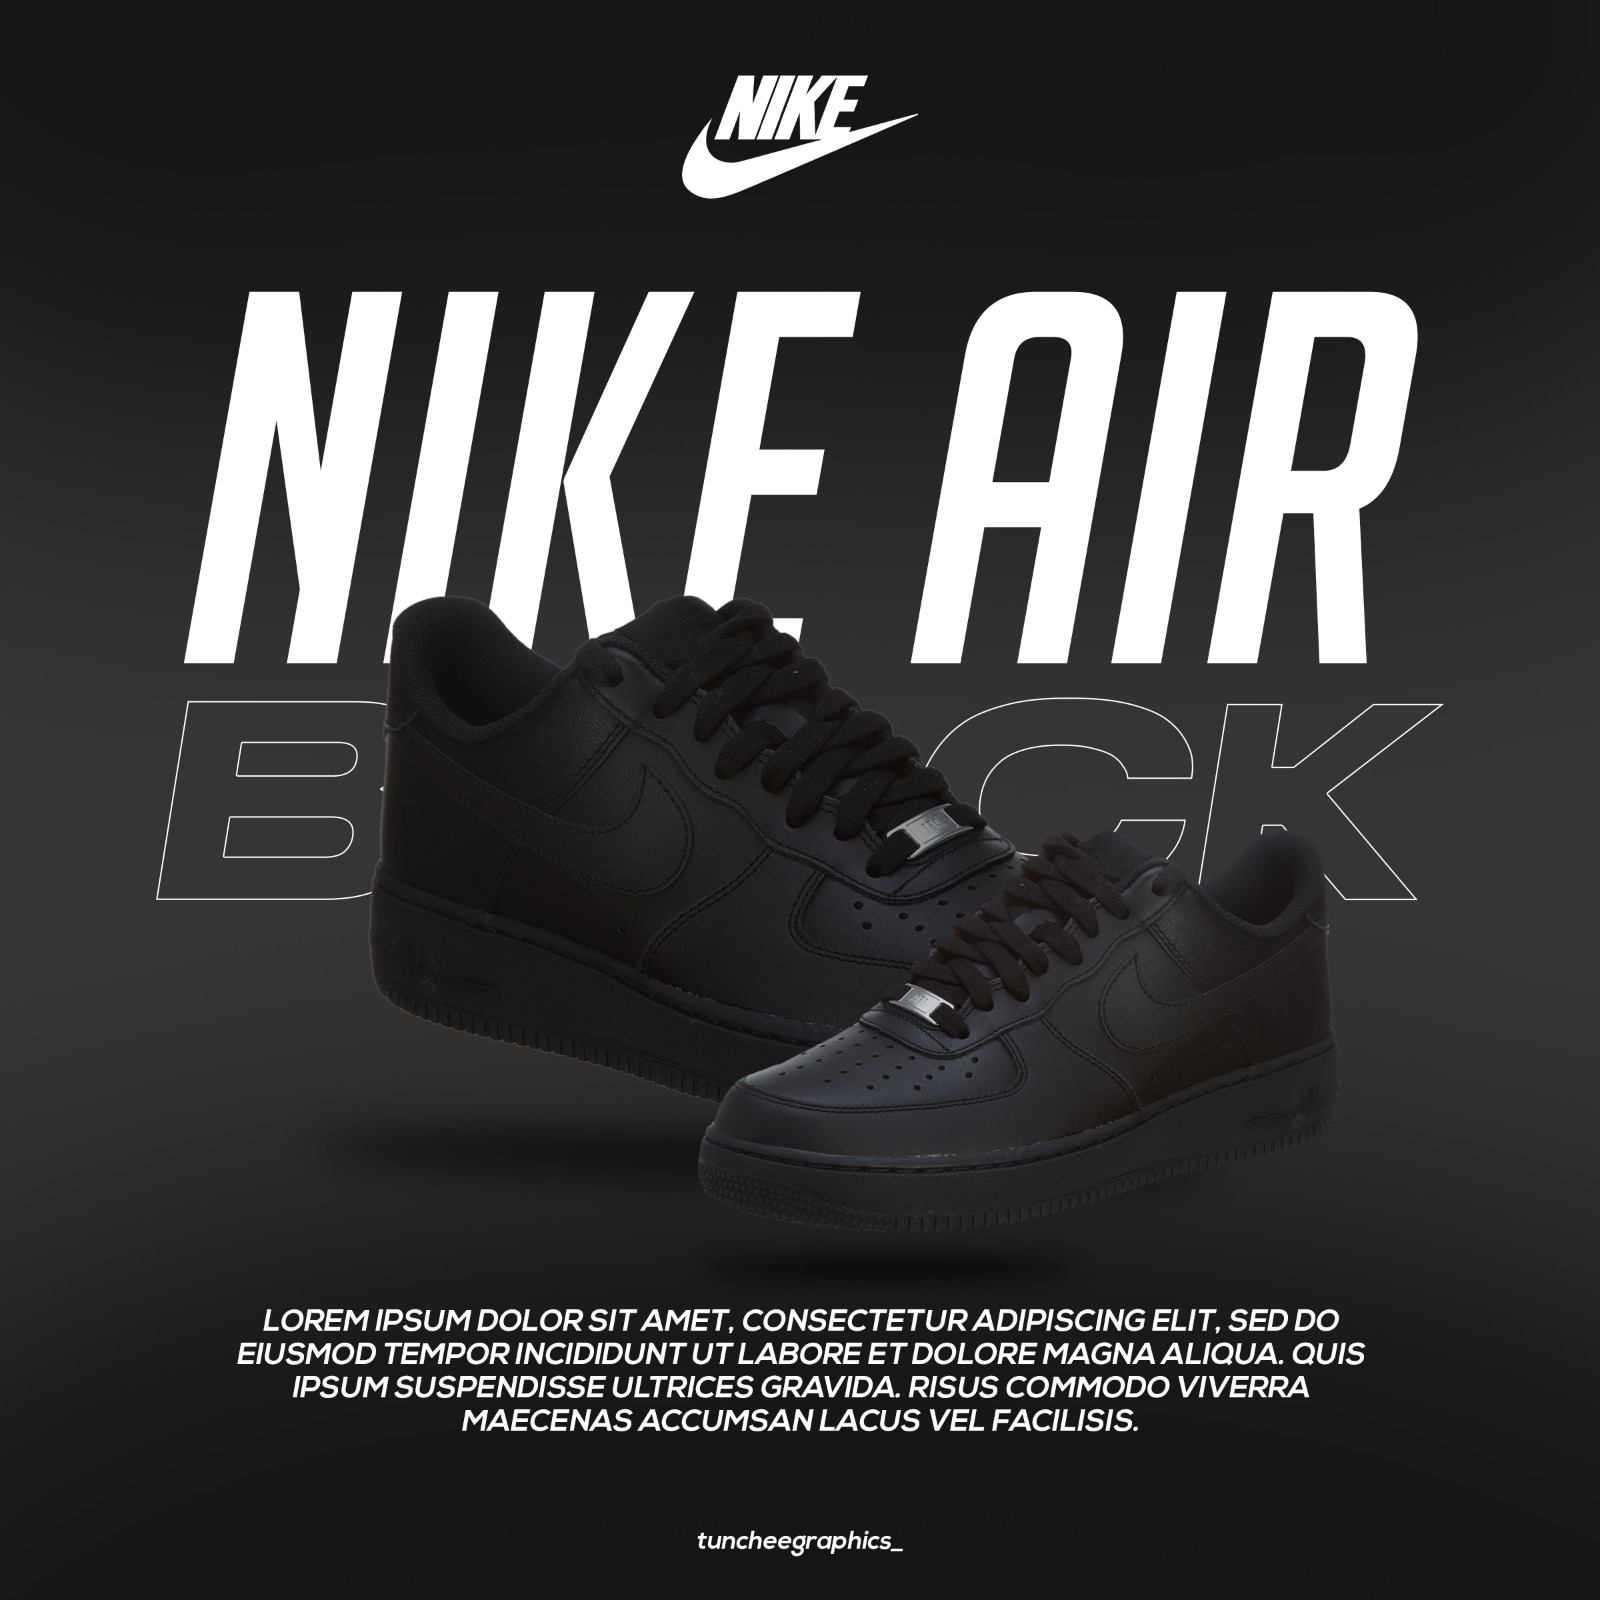 NIKE
NIKE AIR
BLACK
LOREM IPSUM DOLOR SIT AMET, CONSECTETUR ADIPISCING ELIT, SED DO
EIUSMOD TEMPOR INCIDIDUNT UT LABORE ET DOLORE MAGNA ALIQUA. QUIS
IPSUM SUSPENDISSE ULTRICES GRAVIDA. RISUS COMMODO VIVERRA
MAECENAS ACCUMSAN LACUS VEL FACILISIS.
tuncheegraphics_